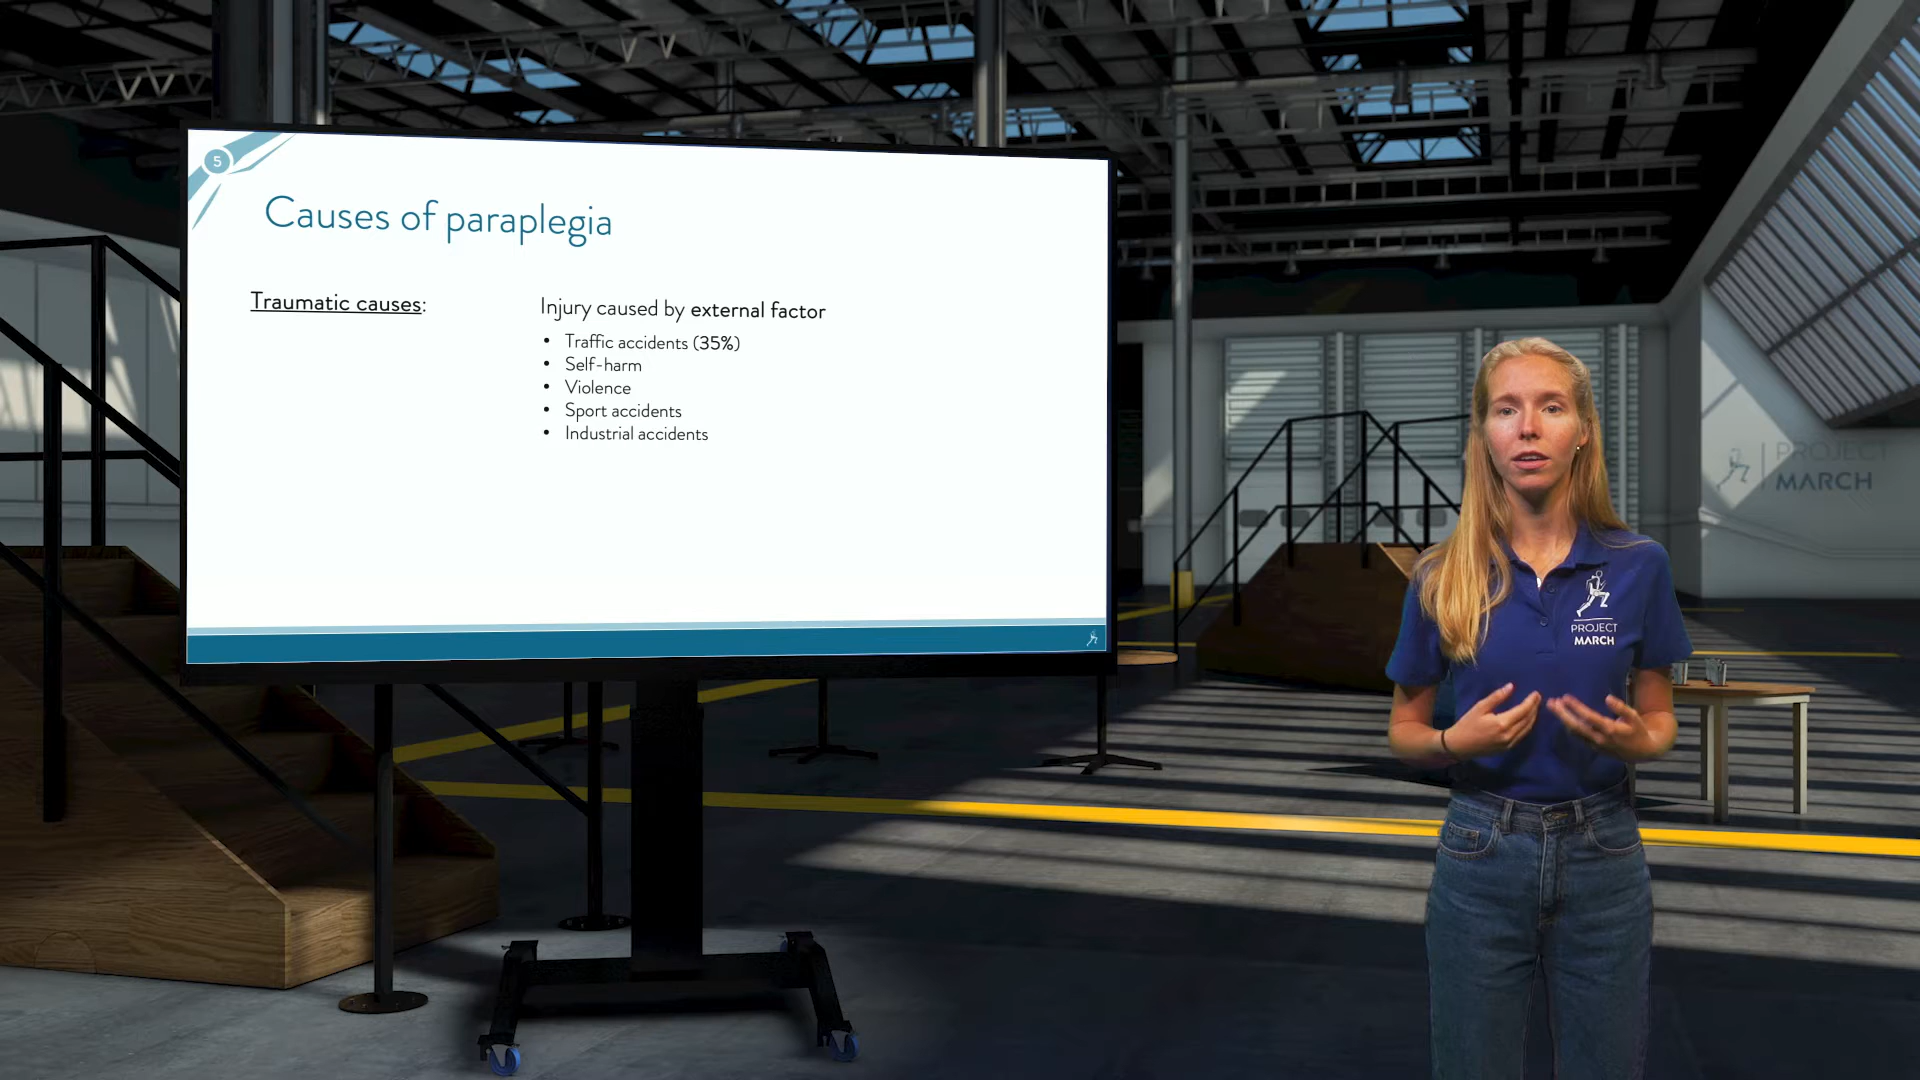 5
Causes of paraplegia
Traumatic causes:
Injury caused by external factor
• Traffic accidents (35%)
• Self-harm
• Violence
• Sport accidents
• Industrial accidents
PROJECT
MARCH
PROJECT
MARCH